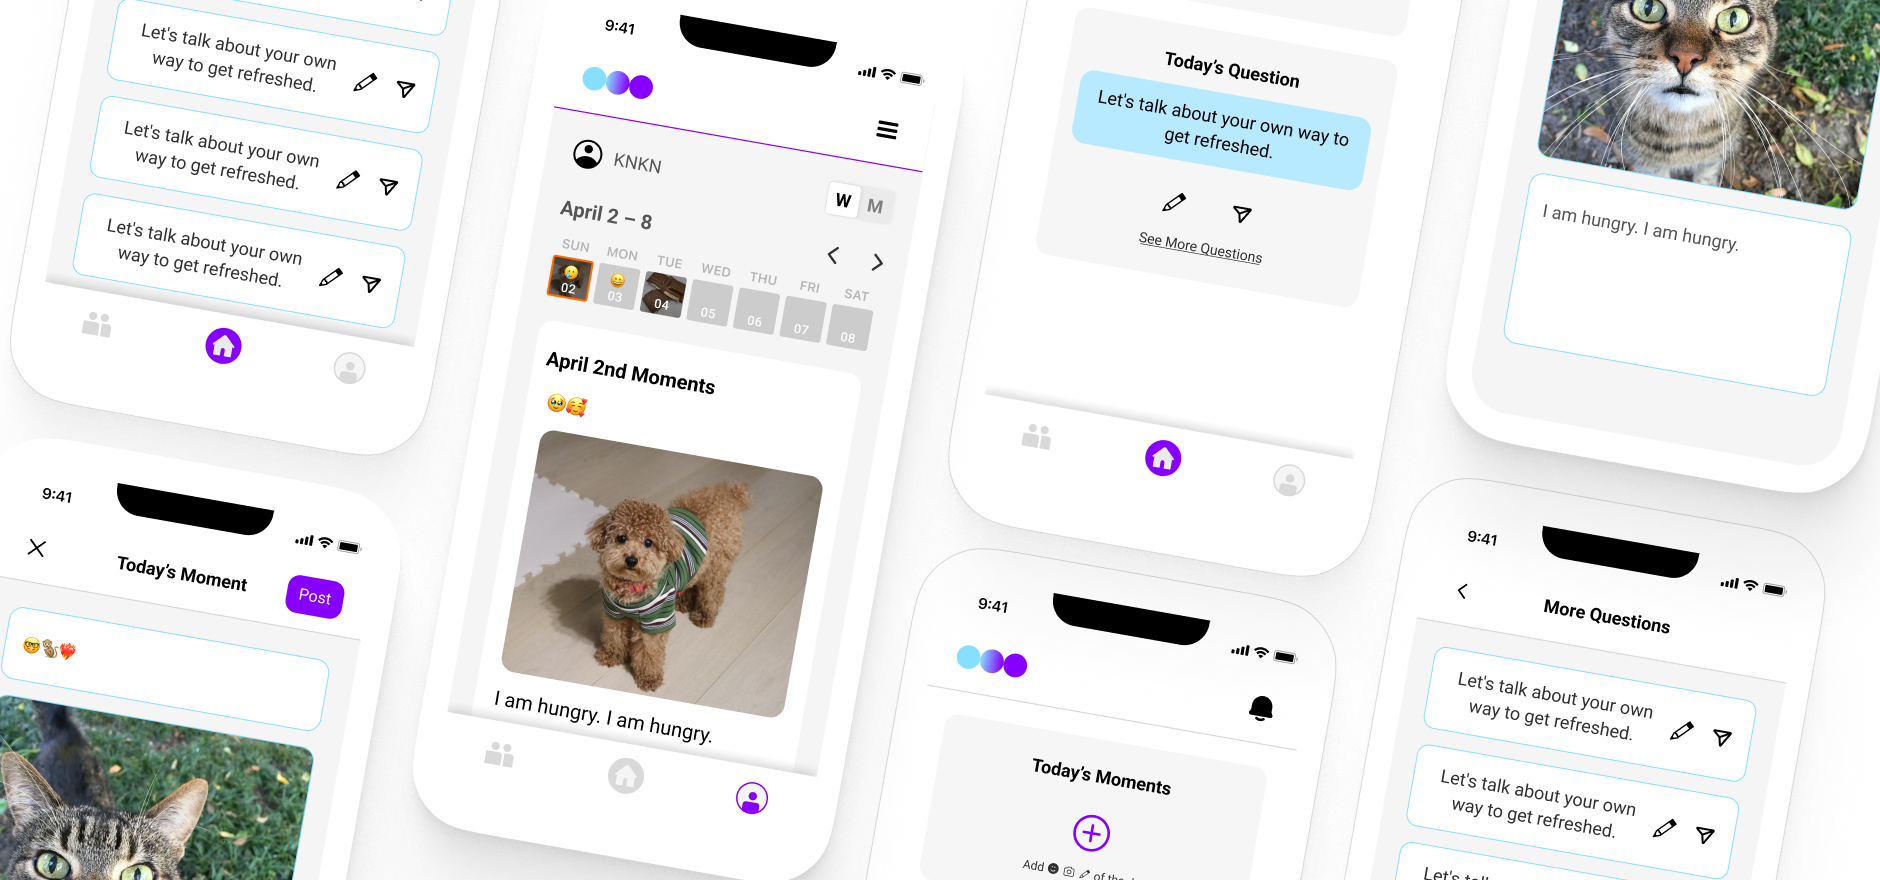 Let's talk about your own
way to get refreshed.
Let's talk about your own
way to get refreshed.
Let's talk about your own
way to get refreshed.
9:41
Today's Moment
Post
9:41
KNKN
W M
April 2 – 8
SUN MON TUE WED THU FRI SAT
02 03 04 05 06 07 08
April 2nd Moments
I am hungry. I am hungry.
Today's Question
Let's talk about your own way to
get refreshed.
See More Questions
9:41
Today's Moments
Add
of the
I am hungry. I am hungry.
9:41
More Questions
Let's talk about your own
way to get refreshed.
Let's talk about your own
way to get refreshed.
Let's talk